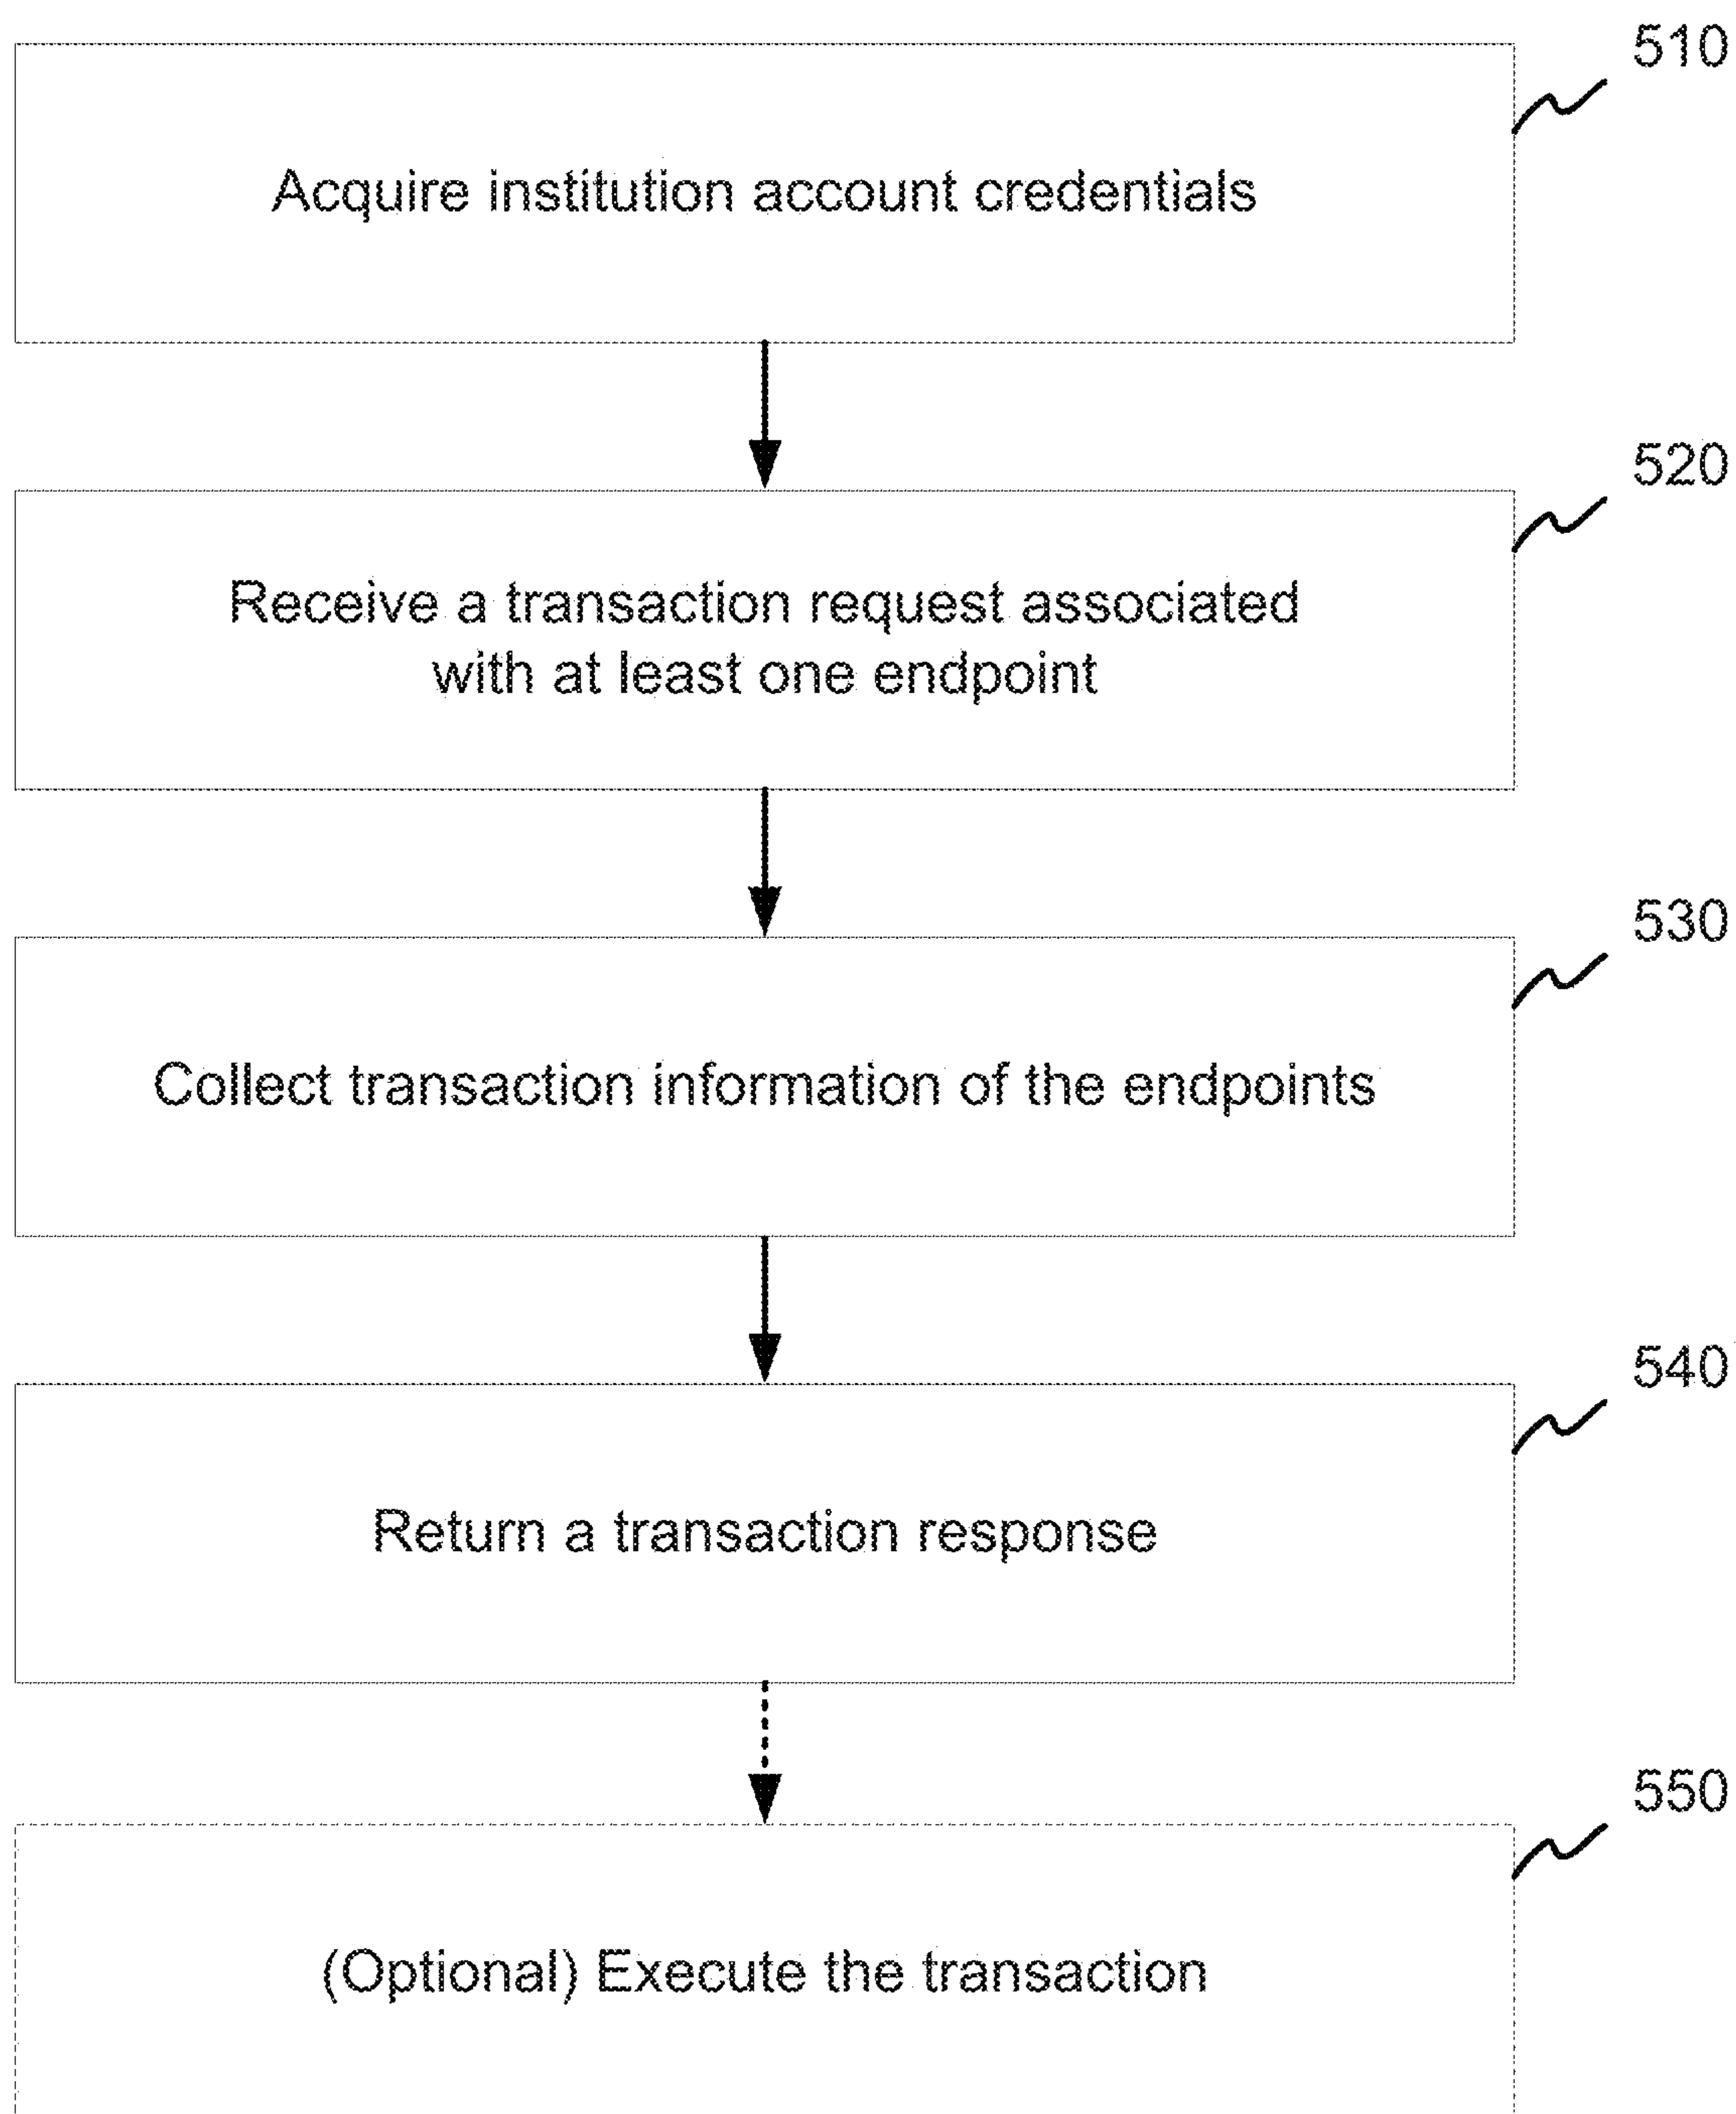 510
Acquire institution account credentials
520
Receive a transaction request associated
with at least one endpoint
530
Collect transaction information of the endpoints
540
Return a transaction response
550
(Optional) Execute the transaction